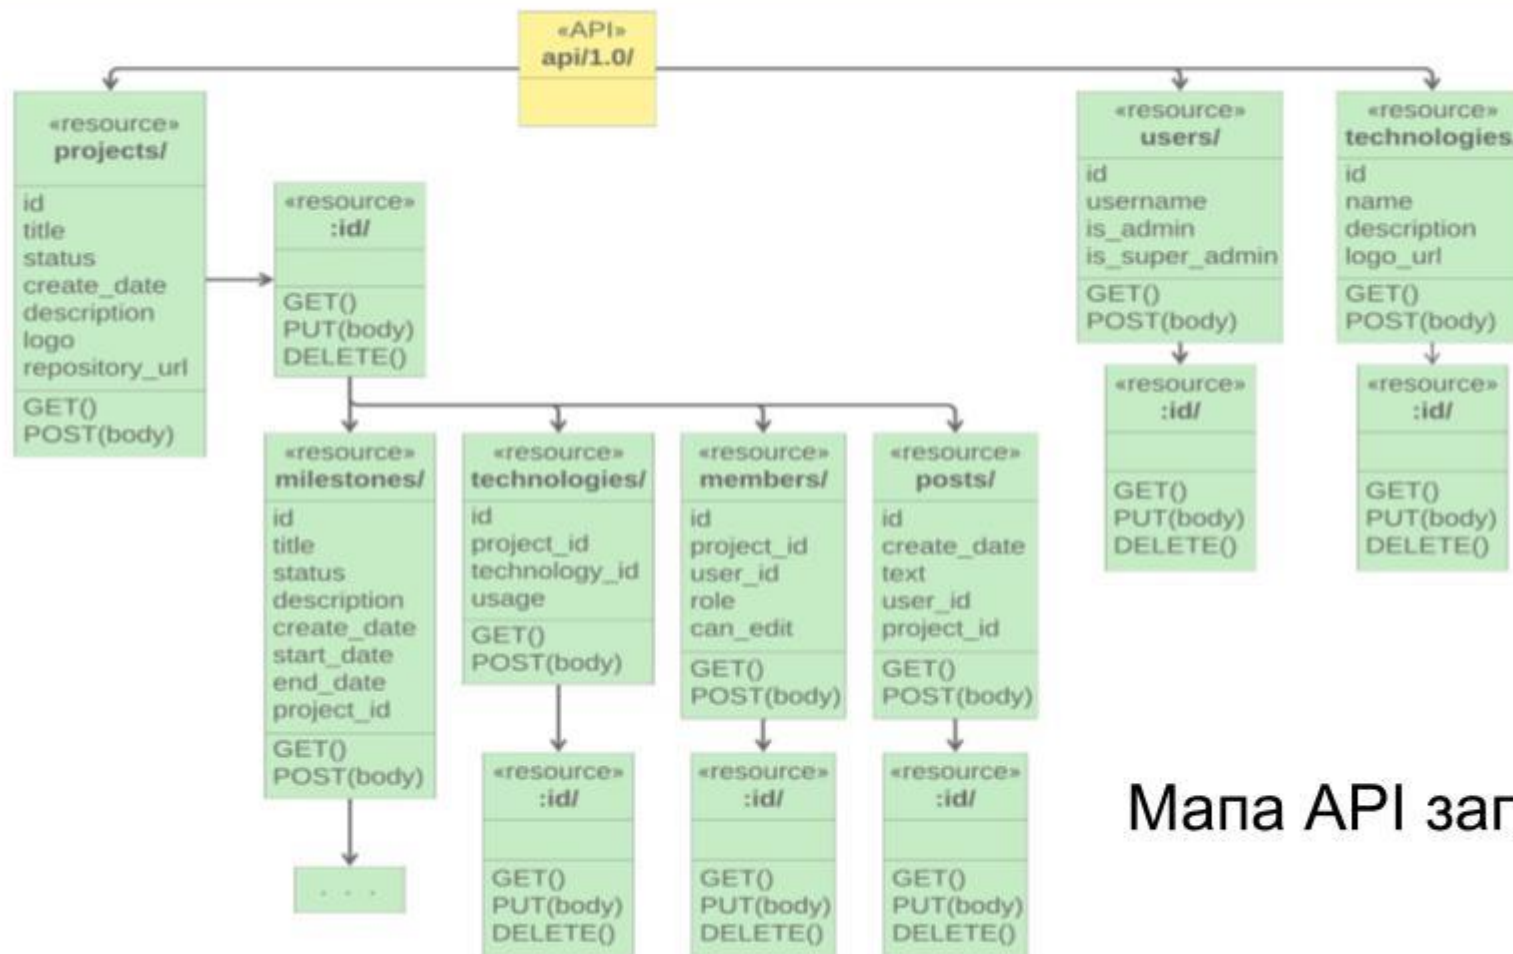 «API»
api/1.0/
«resource»
projects/
id
title
status
create_date
description
logo
repository_url
GET()
POST(body)
«resource»
:id/
GET()
PUT(body)
DELETE()
«resource»
milestones/
id
title
status
description
create_date
start_date
end_date
project_id
GET()
POST(body)
. . .
«resource»
technologies/
id
project_id
technology_id
usage
GET()
POST(body)
«resource»
:id/
GET()
PUT(body)
DELETE()
«resource»
members/
id
project_id
user_id
role
can_edit
GET()
POST(body)
«resource»
:id/
GET()
PUT(body)
DELETE()
«resource»
posts/
id
create_date
text
user_id
project_id
GET()
POST(body)
«resource»
:id/
GET()
PUT(body)
DELETE()
«resource»
users/
id
username
is_admin
is_super_admin
GET()
POST(body)
«resource»
:id/
GET()
PUT(body)
DELETE()
«resource»
technologies/
id
name
description
logo_url
GET()
POST(body)
«resource»
:id/
GET()
PUT(body)
DELETE()
Мапа API